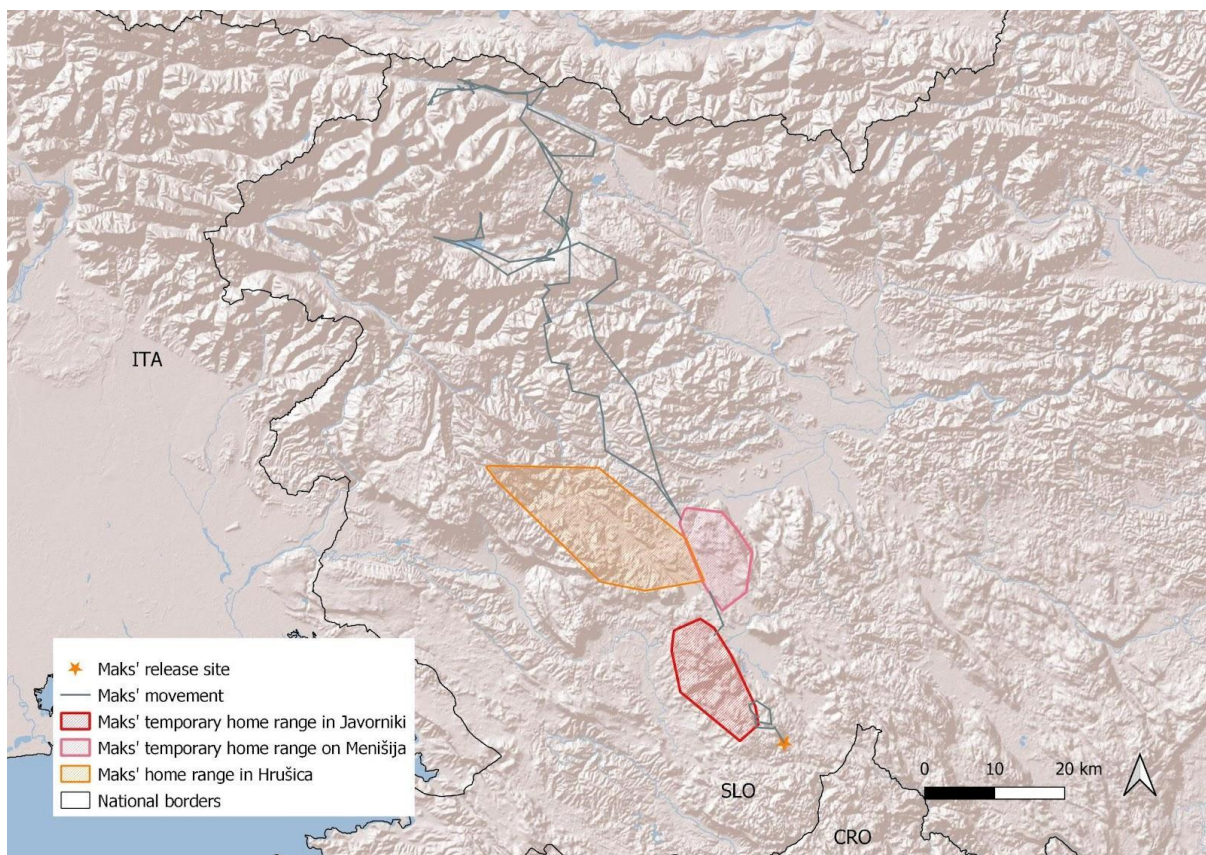 ITA
Maks' release site
Maks' movement
Maks' temporary home range in Javorniki
Maks' temporary home range on Menišija
Maks' home range in Hrušica
National borders
SLO
0 10 20 km
CRO